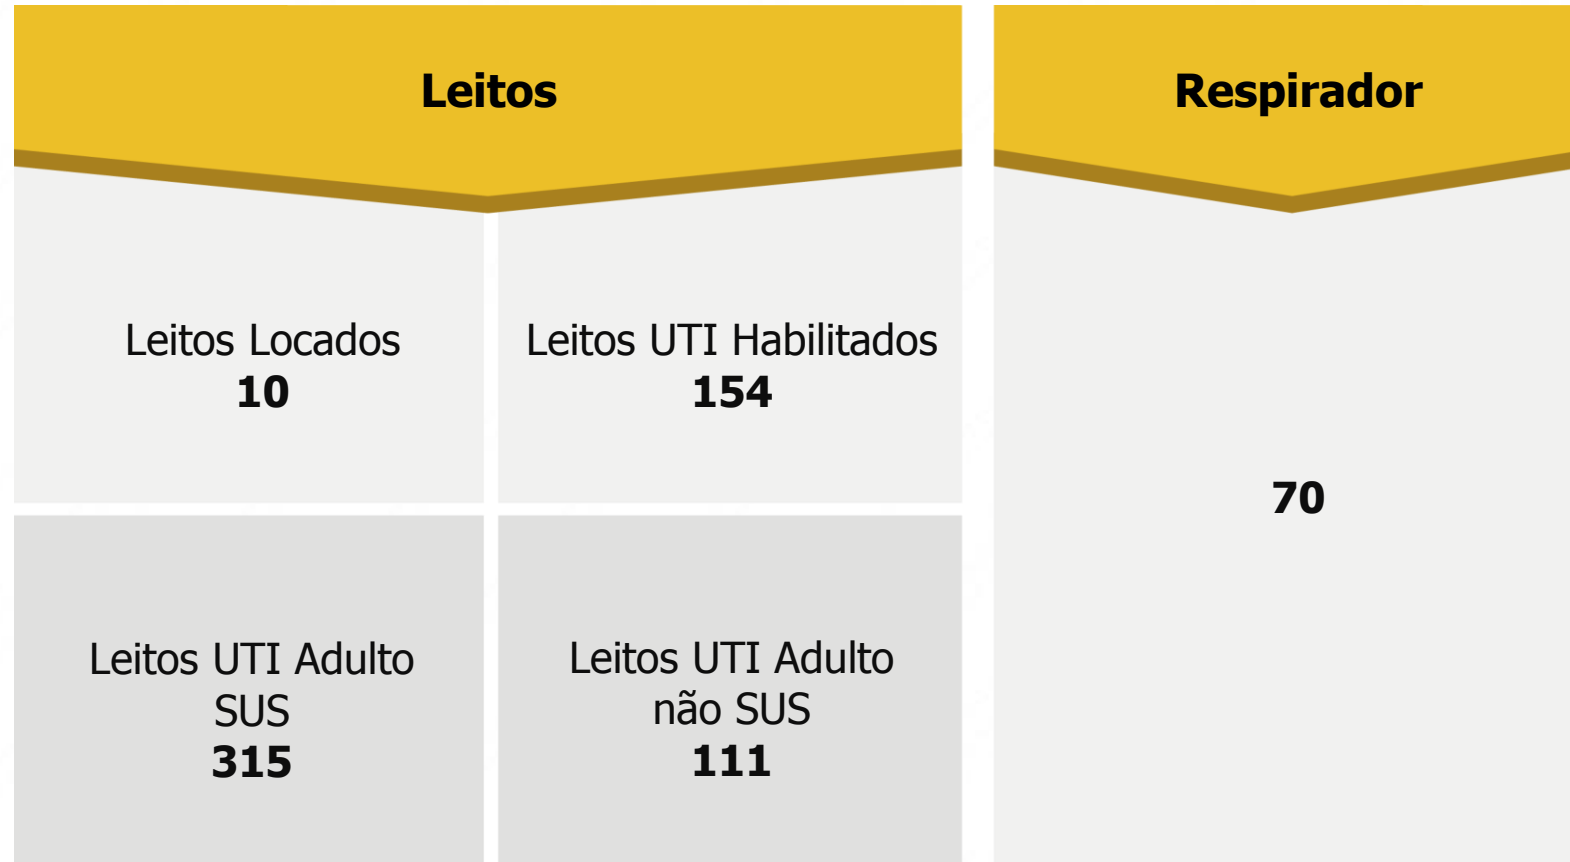 Leitos
Respirador
Leitos Locados
10
Leitos UTI Habilitados
154
Leitos UTI Adulto
SUS
315
Leitos UTI Adulto
não SUS
111
70